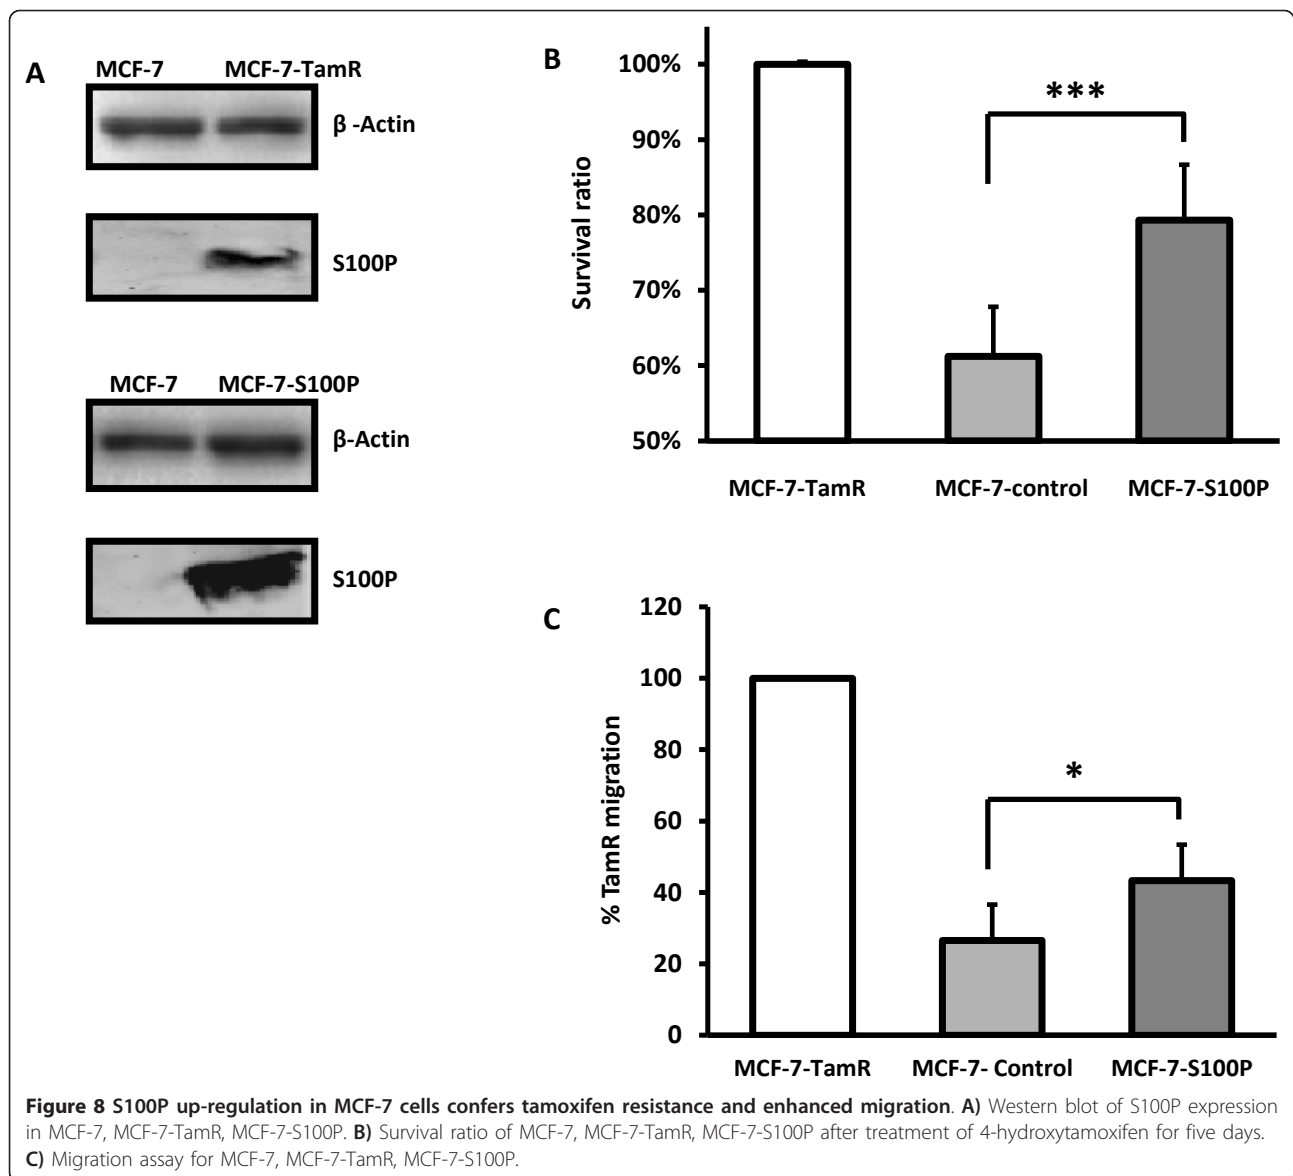 A
MCF-7 MCF-7-TamR
β -Actin
S100P
MCF-7 MCF-7-S100P
β-Actin
S100P
B
100%
90%
80%
70%
60%
50%
Survival ratio
***
MCF-7-TamR MCF-7-control MCF-7-S100P
C
120
100
80
60
40
20
0
% TamR migration
*
MCF-7-TamR MCF-7- Control MCF-7-S100P
Figure 8 S100P up-regulation in MCF-7 cells confers tamoxifen resistance and enhanced migration. A) Western blot of S100P expression
in MCF-7, MCF-7-TamR, MCF-7-S100P. B) Survival ratio of MCF-7, MCF-7-TamR, MCF-7-S100P after treatment of 4-hydroxytamoxifen for five days.
C) Migration assay for MCF-7, MCF-7-TamR, MCF-7-S100P.